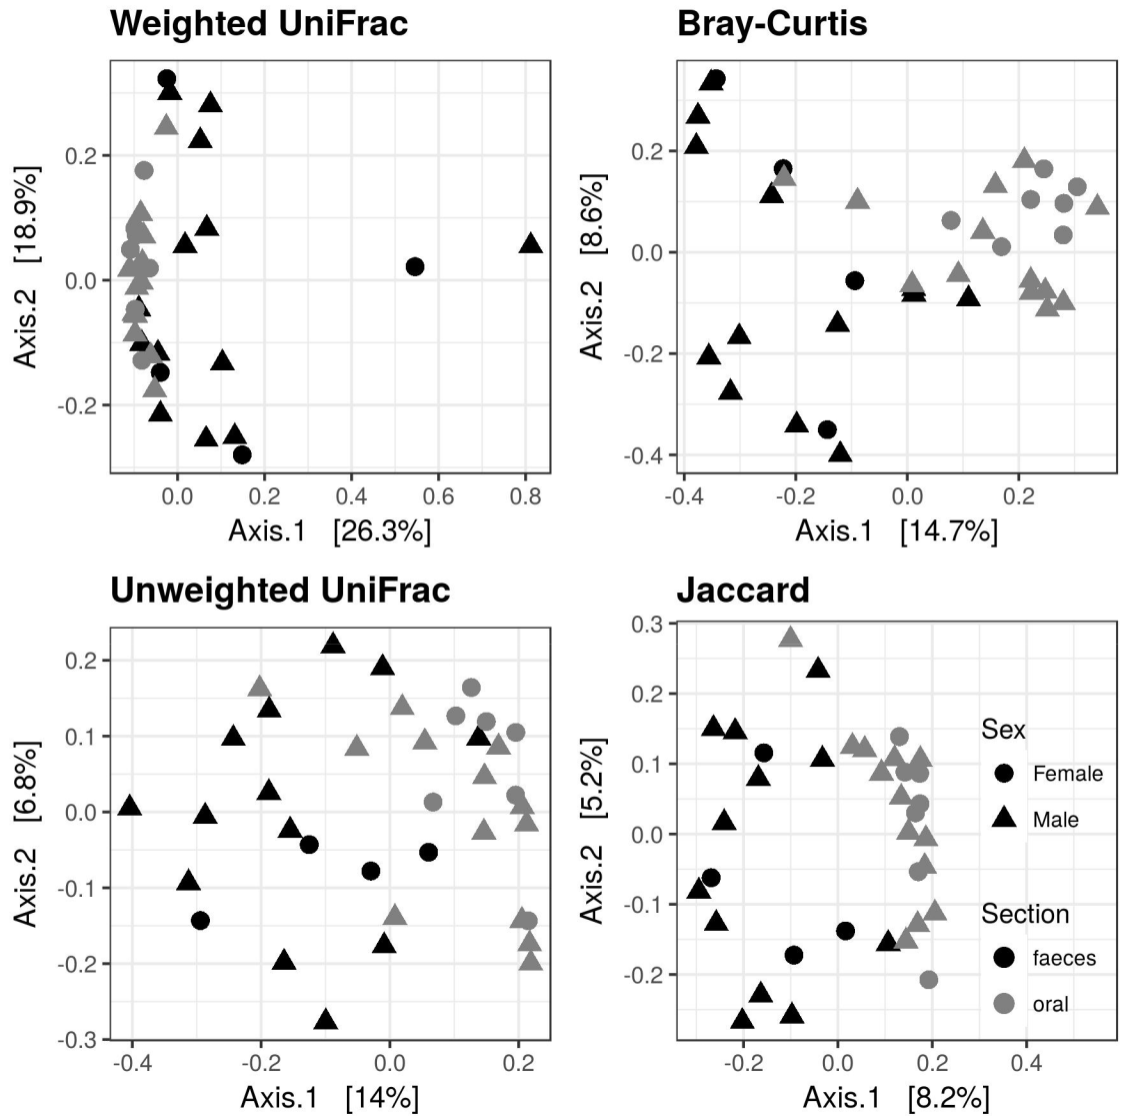 Weighted UniFrac
Axis.2 [18.9%]
0.2
0.0
-0.2
0.0 0.2 0.4 0.6 0.8
Axis.1 [26.3%]
Bray-Curtis
Axis.2 [8.6%]
0.2
0.0
-0.2
-0.4
-0.4 -0.2 0.0 0.2
Axis.1 [14.7%]
Unweighted UniFrac
Axis.2 [6.8%]
0.2
0.1
0.0
-0.1
-0.2
-0.3
-0.4 -0.2 0.0 0.2
Axis.1 [14%]
Jaccard
Axis.2 [5.2%]
0.3
0.2
0.1
0.0
-0.1
-0.2
-0.2 0.0 0.2 0.4
Axis.1 [8.2%]
Sex
Female
Male
Section
faeces
oral